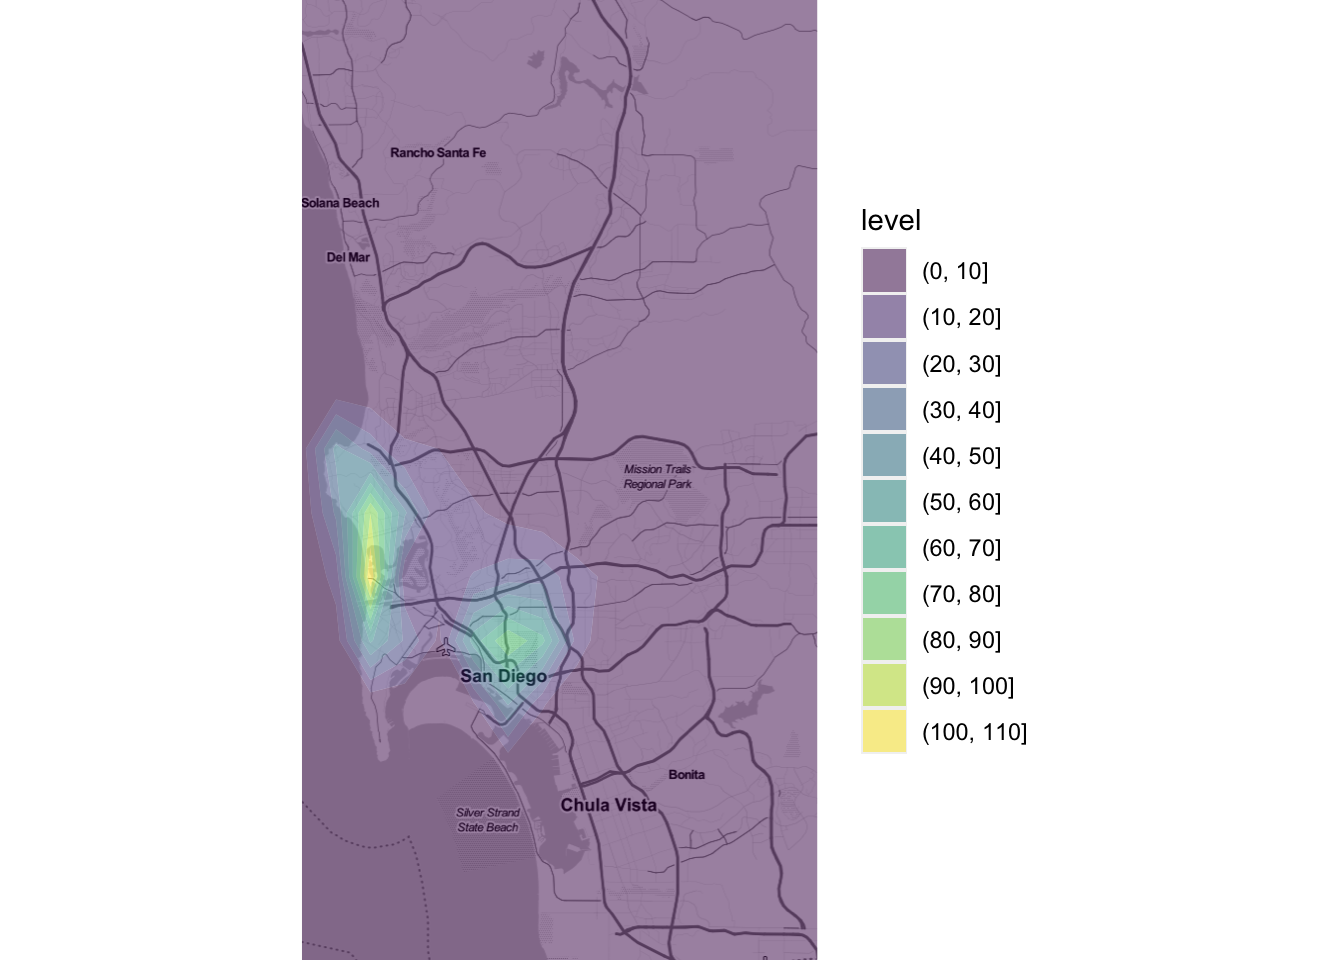 Rancho Santa Fe
Solana Beach
Del Mar
Mission Trails
Regional Park
San Diego
Bonita
Chula Vista
Silver Strand
State Beach
level
(0, 10]
(10, 20]
(20, 30]
(30, 40]
(40, 50]
(50, 60]
(60, 70]
(70, 80]
(80, 90]
(90, 100]
(100, 110]